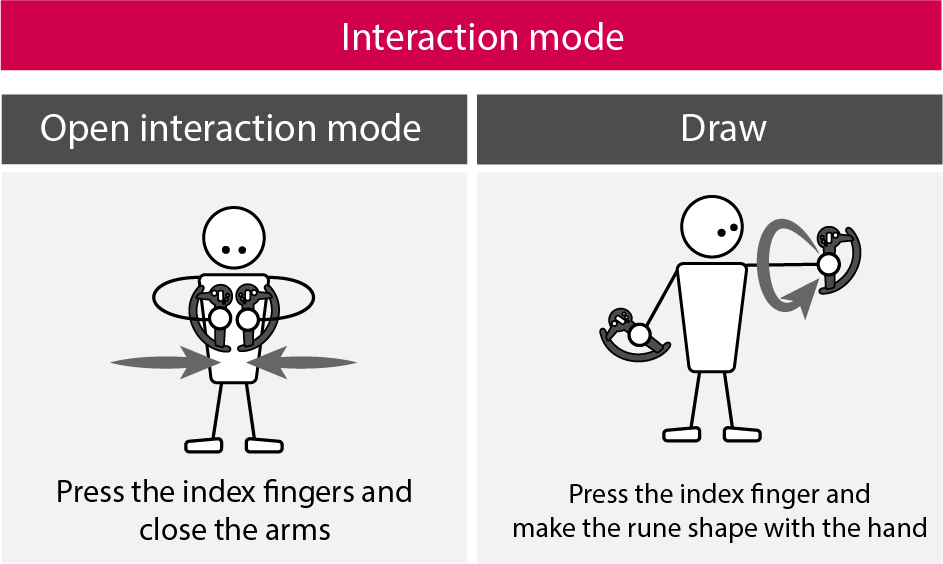 Interaction mode
Open interaction mode
Draw
Press the index fingers and
close the arms
Press the index finger and
make the rune shape with the hand